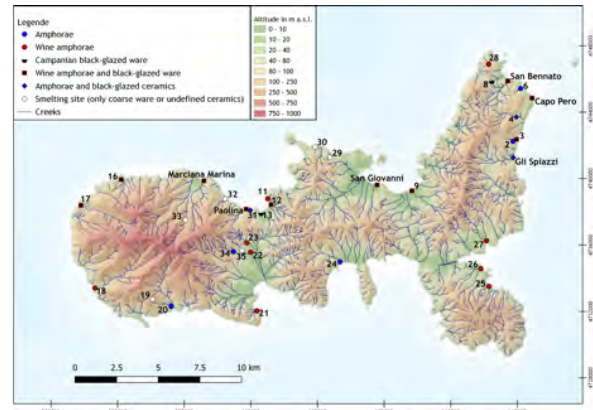 Legende
Amphorae
Wine amphorae
Campanian black-glazed ware
Wine amphorae and black-glazed ware
Amphorae and black-glazed ceramics
Smelting site (only coarse ware or undefined ceramics)
Creeks
Altitude in m a.s.l.
0 - 10
10 - 20
20 - 40
40 - 80
80 - 100
100 - 250
250 - 500
500 - 750
750 - 1000
28
San Bennato
8
6
Capo Pero
4
3
2
Gli Spiazzi
30
29
16
Marciana Marina
San Giovanni
9
17
32
11
12
Paolina
31
13
33
23
34
35
22
24
27
26
25
18
19
20
21
0 2.5 5 7.5 10 km